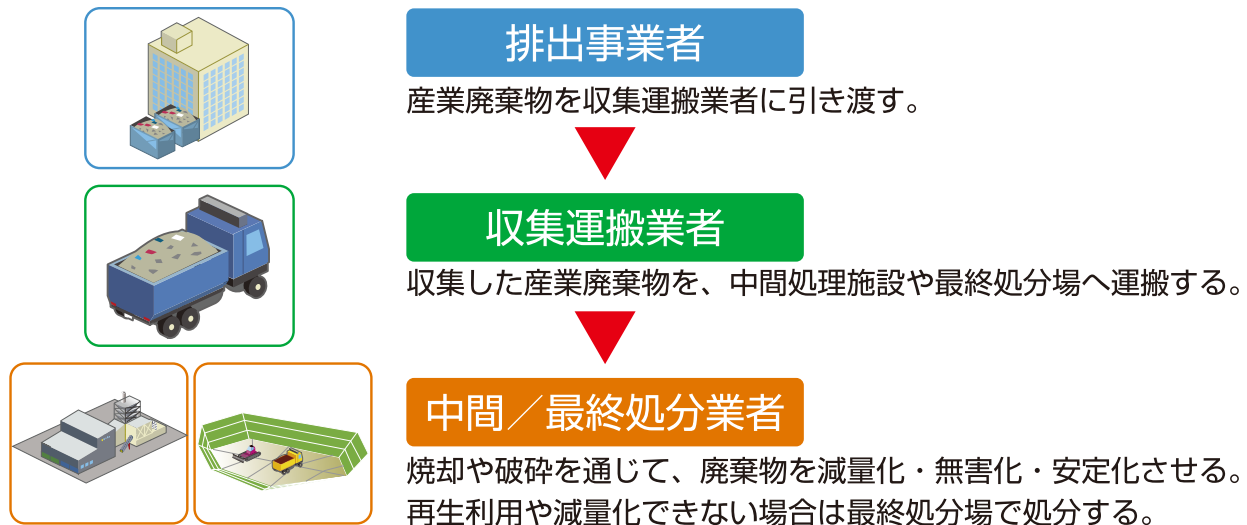 排出事業者
産業廃棄物を収集運搬業者に引き渡す。
収集運搬業者
収集した産業廃棄物を、中間処理施設や最終処分場へ運搬する。
中間／最終処分業者
焼却や破砕を通じて、廃棄物を減量化・無害化・安定化させる。
再生利用や減量化できない場合は最終処分場で処分する。